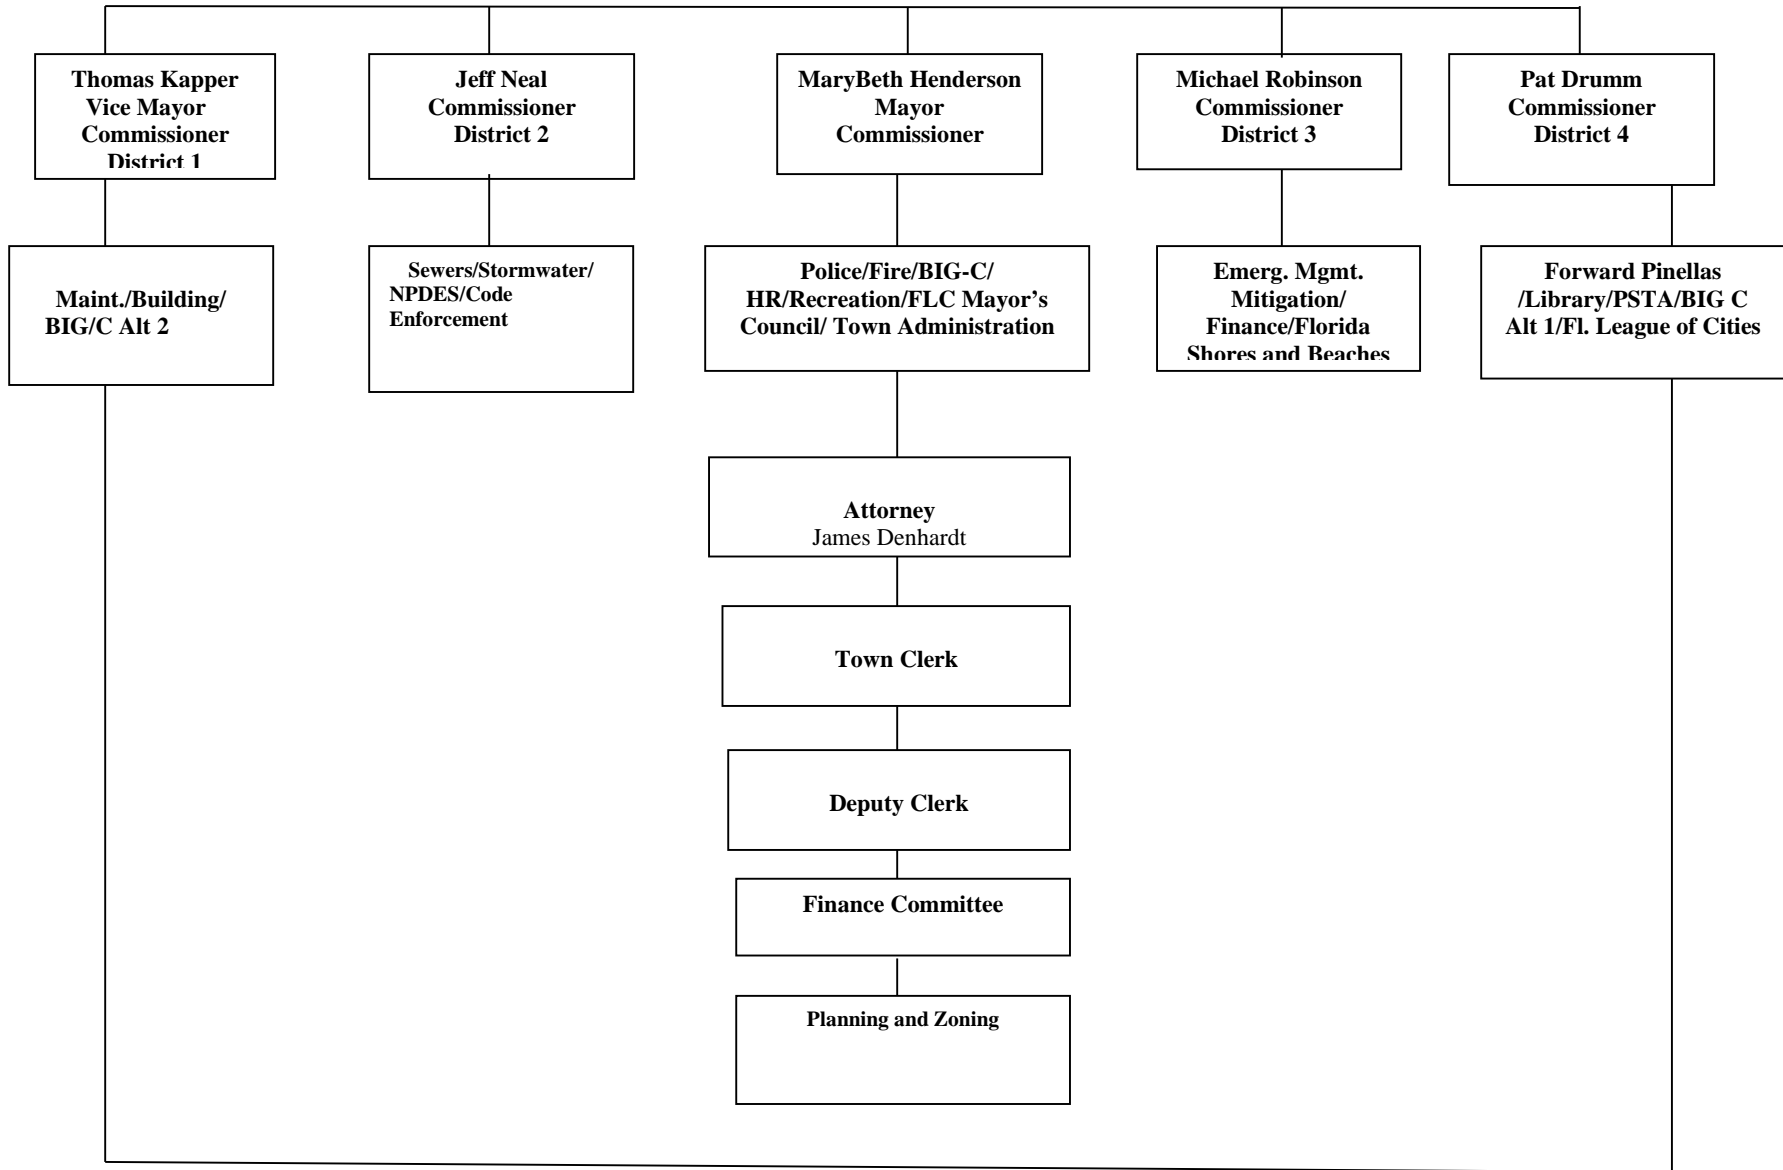 Thomas Kapper
Vice Mayor
Commissioner
District 1
Jeff Neal
Commissioner
District 2
MaryBeth Henderson
Mayor
Commissioner
Michael Robinson
Commissioner
District 3
Pat Drumm
Commissioner
District 4
Maint./Building/
BIG/C Alt 2
Sewers/Stormwater/
NPDES/Code
Enforcement
Police/Fire/BIG-C/
HR/Recreation/FLC Mayor’s
Council/ Town Administration
Emerg. Mgmt.
Mitigation/
Finance/Florida
Shores and Beaches
Forward Pinellas
/Library/PSTA/BIG C
Alt 1/Fl. League of Cities
Attorney
James Denhardt
Town Clerk
Deputy Clerk
Finance Committee
Planning and Zoning